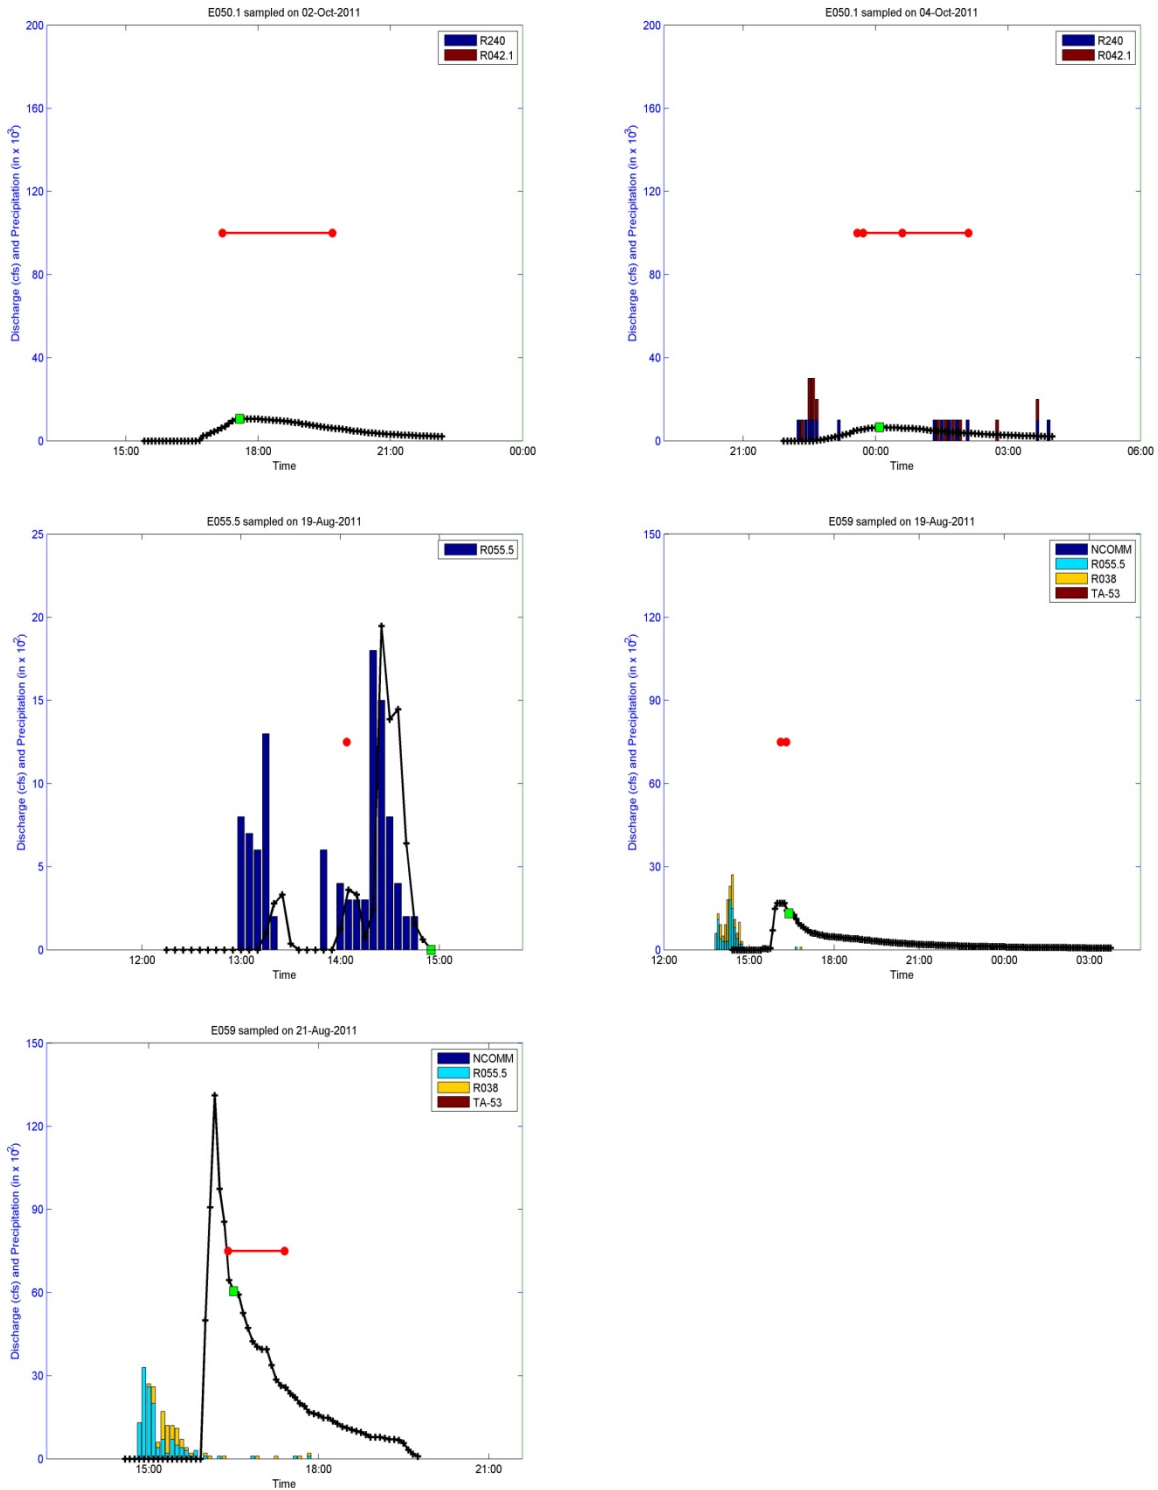 E050.1 sampled on 02-Oct-2011
Discharge (cfs) and Precipitation (in x 10³)
200
160
120
80
40
0
15:00 18:00 21:00 00:00
Time
R240
R042.1
E050.1 sampled on 04-Oct-2011
Discharge (cfs) and Precipitation (in x 10³)
200
160
120
80
40
0
21:00 00:00 03:00 06:00
Time
R240
R042.1
E055.5 sampled on 19-Aug-2011
Discharge (cfs) and Precipitation (in x 10²)
25
20
15
10
5
0
12:00 13:00 14:00 15:00
Time
R055.5
E059 sampled on 19-Aug-2011
Discharge (cfs) and Precipitation (in x 10²)
150
120
90
60
30
0
12:00 15:00 18:00 21:00 00:00 03:00
Time
NCOMM
R055.5
R038
TA-53
E059 sampled on 21-Aug-2011
Discharge (cfs) and Precipitation (in x 10²)
150
120
90
60
30
0
15:00 18:00 21:00
Time
NCOMM
R055.5
R038
TA-53